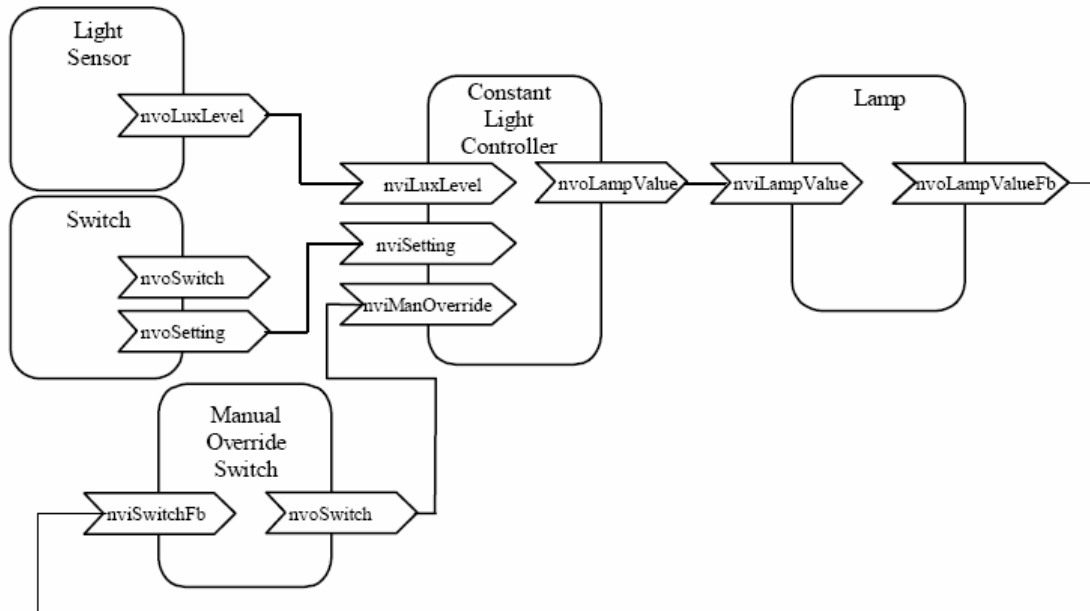 Light
Sensor
nvoLuxLevel
Switch
nvoSwitch
nvoSetting
Constant
Light
Controller
nviLuxLevel
nvoLampValue
nviSetting
nviManOverride
Lamp
nviLampValue
nvoLampValueFb
Manual
Override
Switch
nviSwitchFb
nvoSwitch